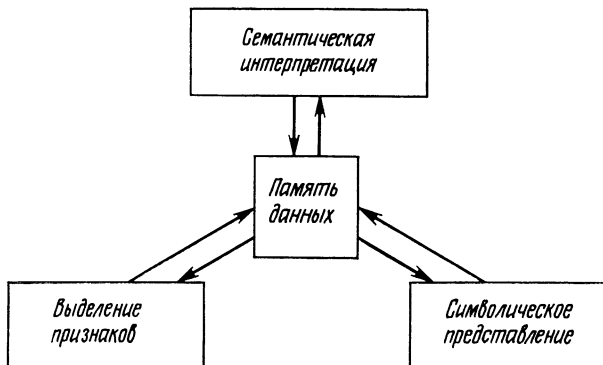 Семантическая
интерпретация
Память
данных
Выделение
признаков
Символическое
представление